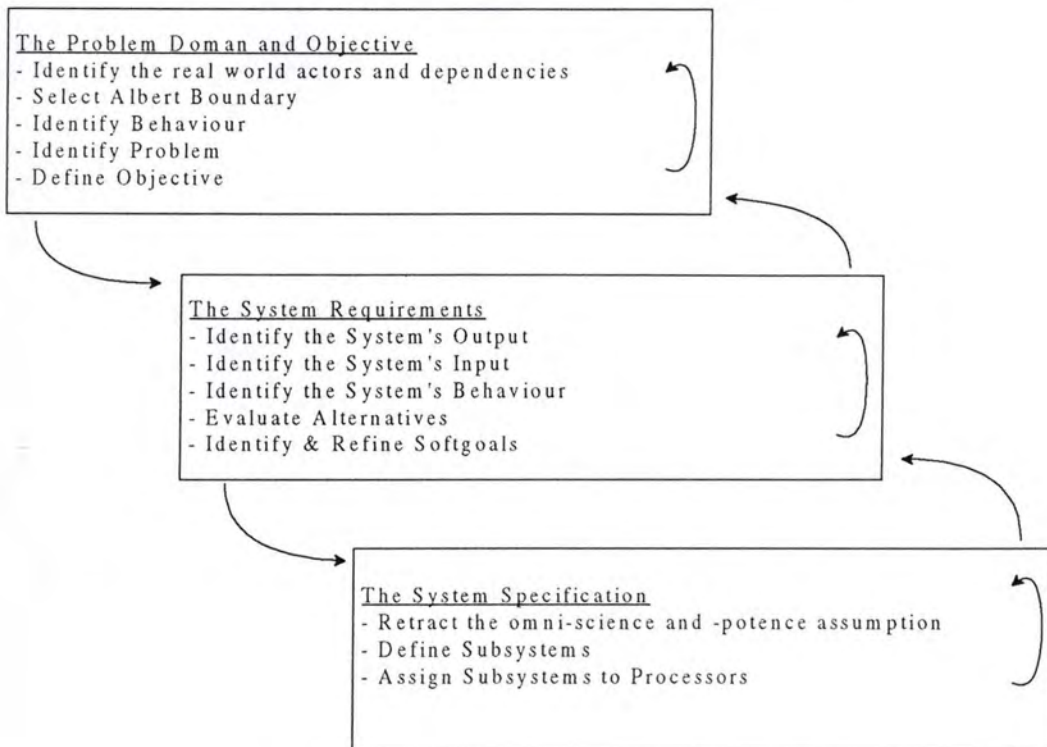 The Problem Doman and Objective
- Identify the real world actors and dependencies
- Select Albert Boundary
- Identify Behaviour
- Identify Problem
- Define Objective
The System Requirements
- Identify the System's Output
- Identify the System's Input
- Identify the System's Behaviour
- Evaluate Alternatives
- Identify & Refine Softgoals
The System Specification
- Retract the omni-science and -potence assumption
- Define Subsystems
- Assign Subsystems to Processors